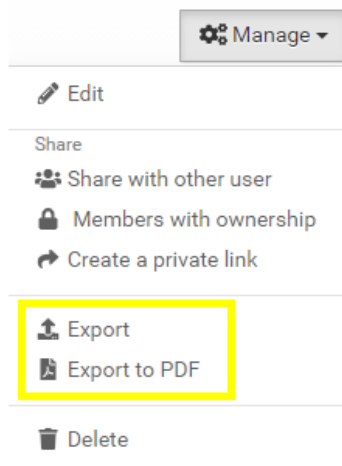 Manage
Edit
Share
Share with other user
Members with ownership
Create a private link
Export
Export to PDF
Delete